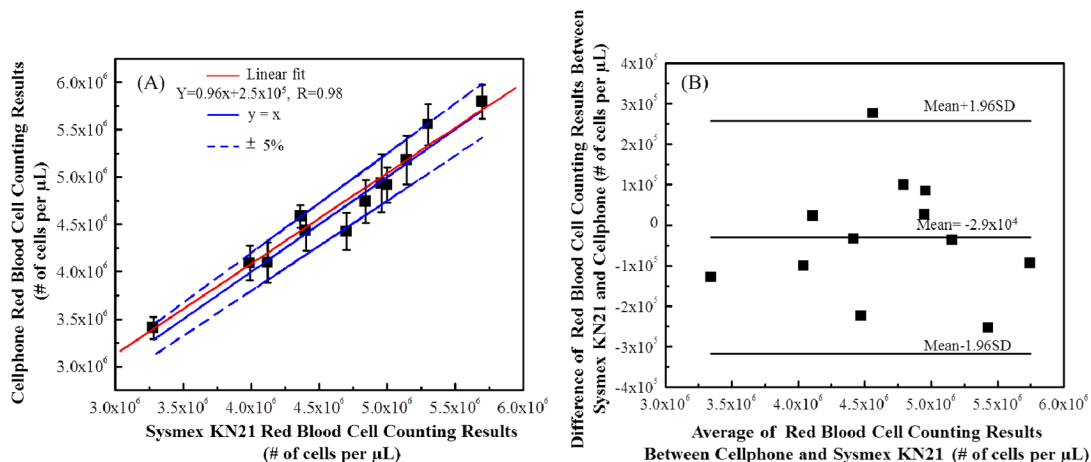 Cellphone Red Blood Cell Counting Results
(# of cells per µL)
6.0x10⁶
5.5x10⁶
5.0x10⁶
4.5x10⁶
4.0x10⁶
3.5x10⁶
3.0x10⁶
(A)
Linear fit
Y=0.96x+2.5x10⁵, R=0.98
y = x
± 5%
3.0x10⁶ 3.5x10⁶ 4.0x10⁶ 4.5x10⁶ 5.0x10⁶ 5.5x10⁶ 6.0x10⁶
Sysmex KN21 Red Blood Cell Counting Results
(# of cells per µL)
Difference of Red Blood Cell Counting Results Between
Sysmex KN21 and Cellphone (# of cells per µL)
4x10⁵
3x10⁵
2x10⁵
1x10⁵
0
-1x10⁵
-2x10⁵
-3x10⁵
-4x10⁵
(B)
Mean+1.96SD
Mean= -2.9x10⁴
Mean-1.96SD
3.0x10⁶ 3.5x10⁶ 4.0x10⁶ 4.5x10⁶ 5.0x10⁶ 5.5x10⁶ 6.0x10⁶
Average of Red Blood Cell Counting Results
Between Cellphone and Sysmex KN21 (# of cells per µL)